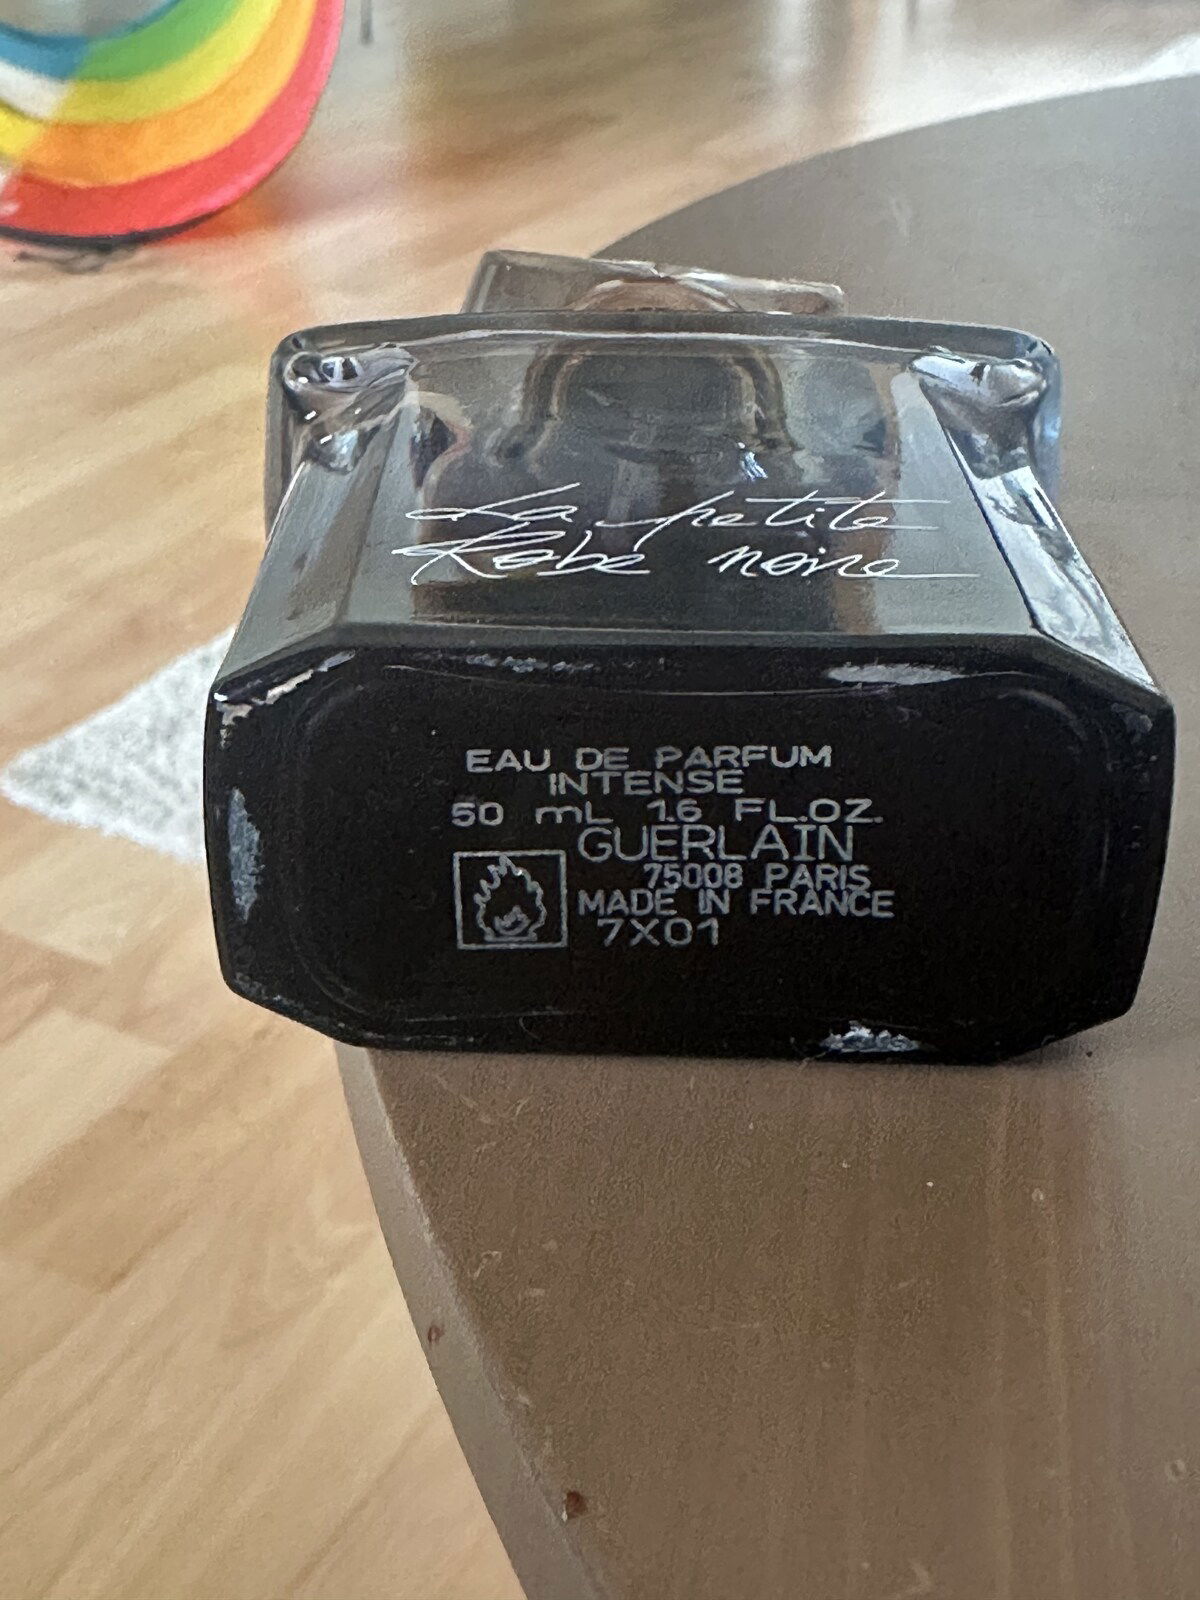 La petite
Robe noire
EAU DE PARFUM
INTENSE
50 mL 1.6 FL.OZ.
GUERLAIN
75008 PARIS
MADE IN FRANCE
7X01